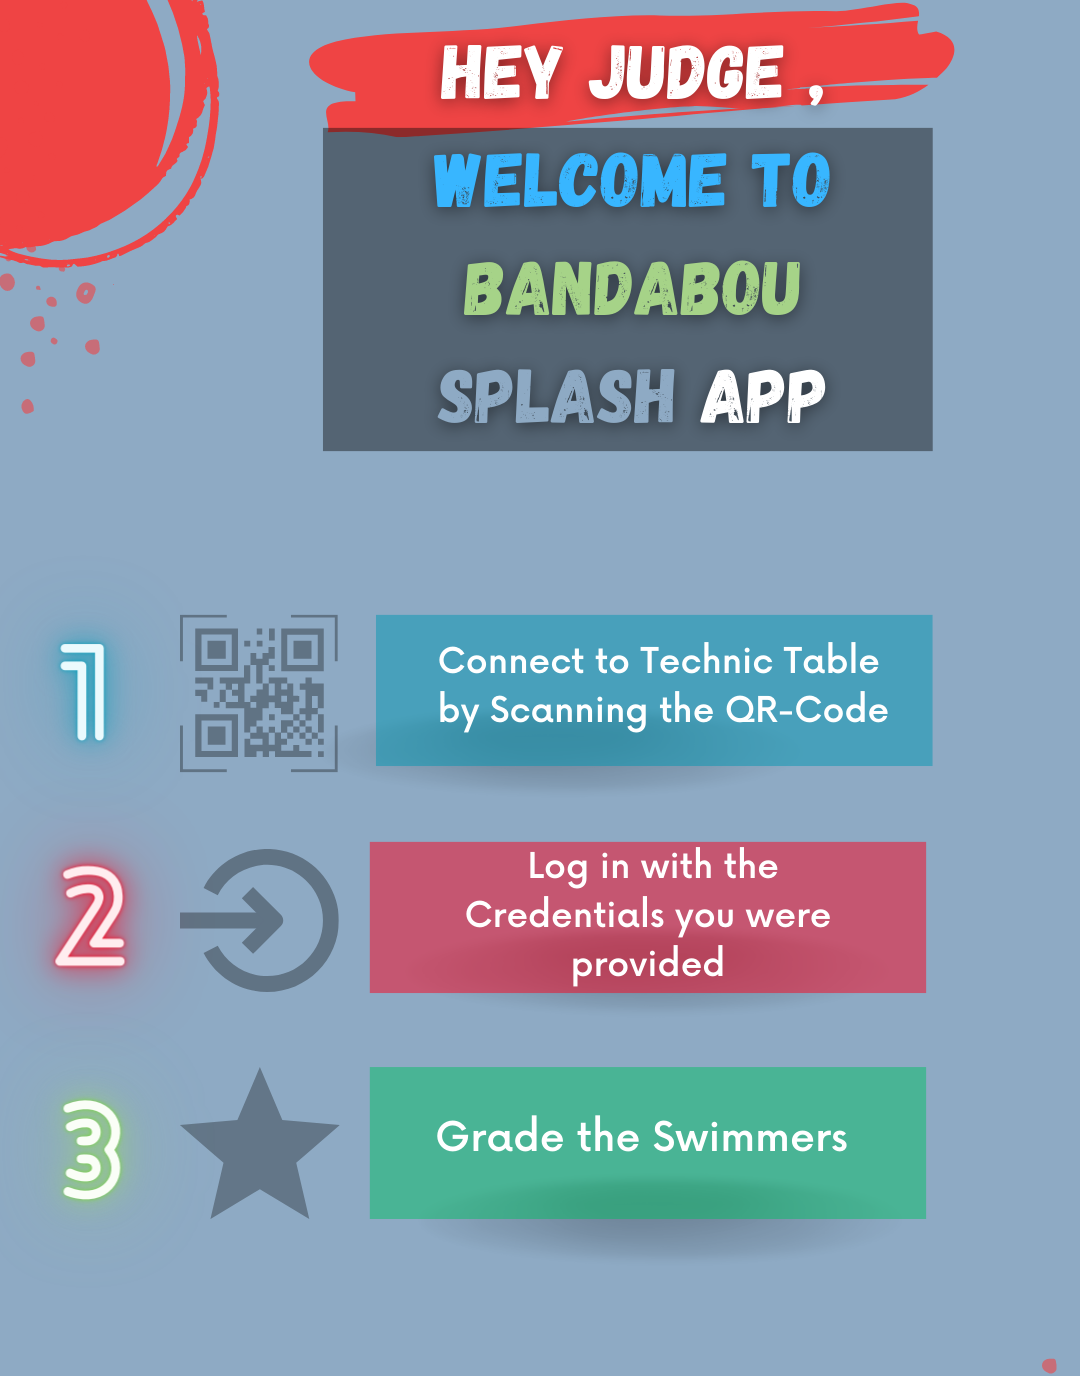 HEY JUDGE ,
WELCOME TO
BANDABOU
SPLASH APP
1
Connect to Technic Table
by Scanning the QR-Code
2
Log in with the
Credentials you were
provided
3
Grade the Swimmers